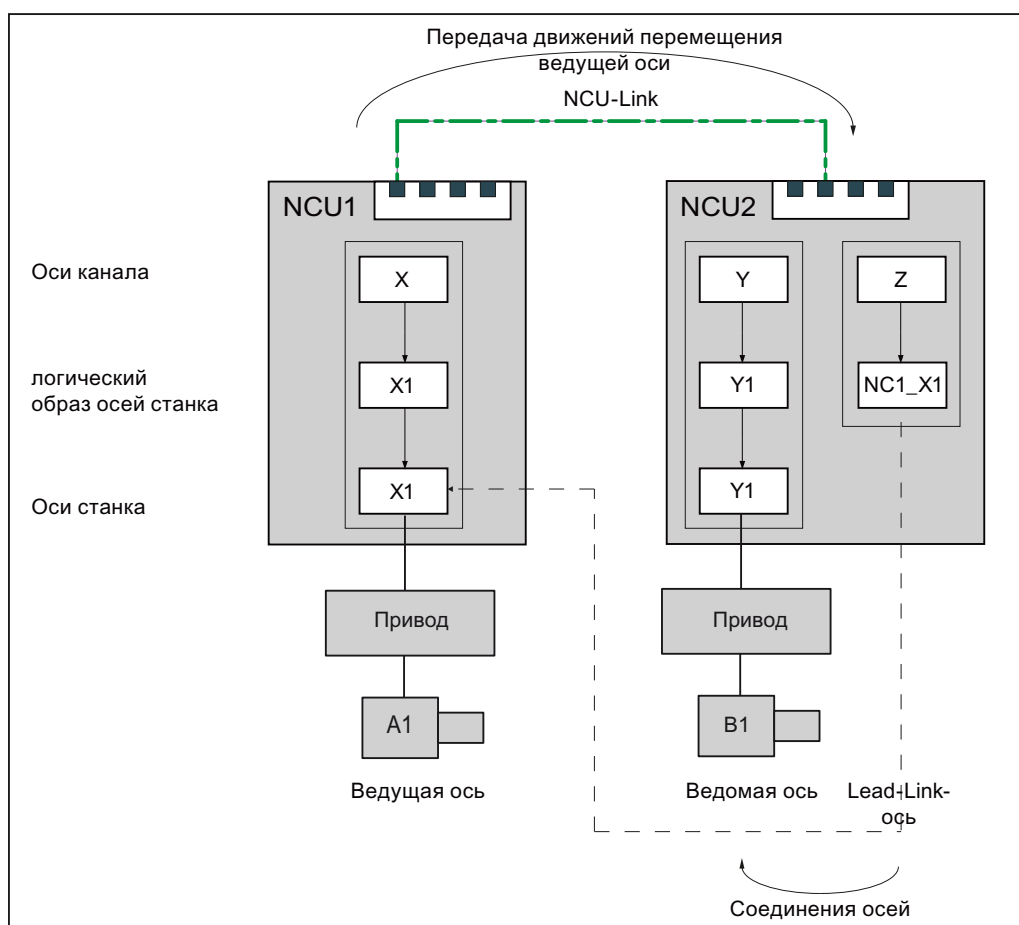 Передача движений перемещения
ведущей оси
NCU-Link
NCU1
NCU2
Оси канала
X
Y
Z
логический
образ осей станка
X1
Y1
NC1_X1
Оси станка
X1
Y1
Привод
Привод
A1
B1
Ведущая ось
Ведомая ось
Lead-Link-
ось
Соединения осей